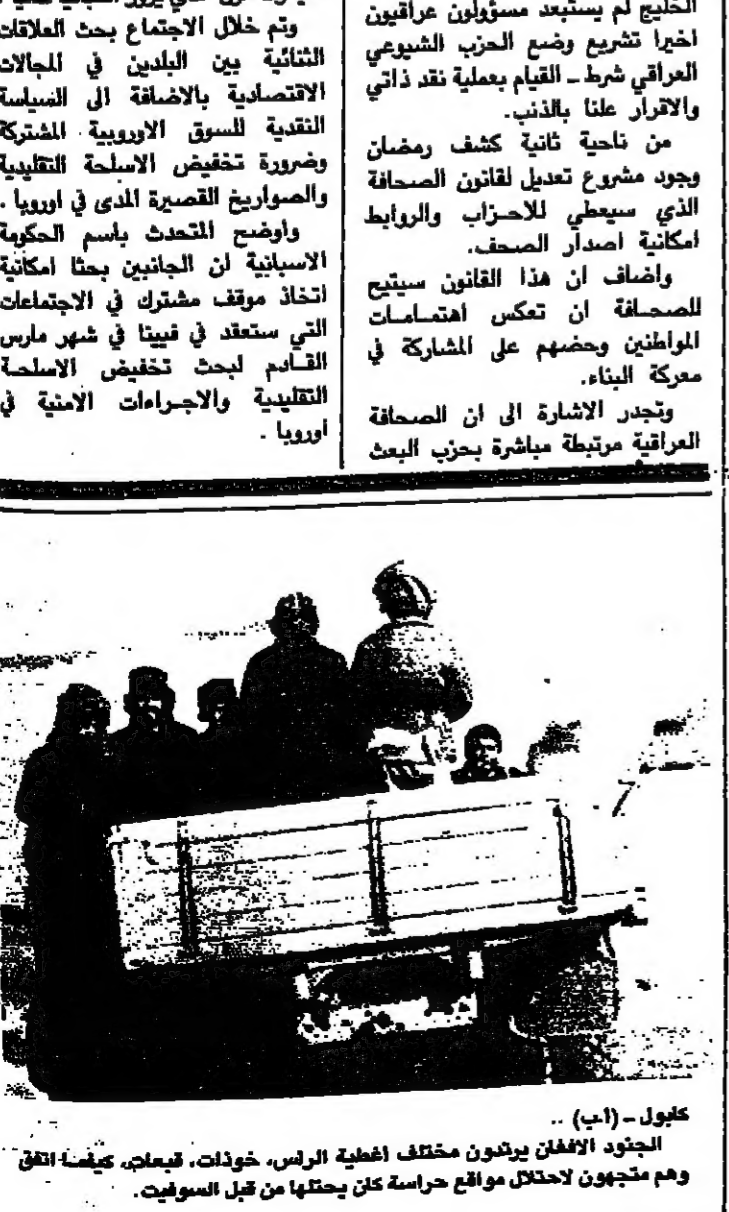 الخليج لم يستبعد مسؤولون عراقيون
اخيرا تشريع وضع الحزب الشيوعي
العراقي شرط ـ القيام بعملية نقد ذاتي
والاقرار علنا بالذنب.
من ناحية ثانية كشف رمضان
وجود مشروع تعديل لقانون الصحافة
الذي سيعطي للاحزاب والروابط
امكانية اصدار الصحف.
واضاف ان هذا القانون سيتيح
للصحافة ان تعكس اهتمامات
المواطنين وحضهم على المشاركة في
معركة البناء.
وتجدر الاشارة الى ان الصحافة
العراقية مرتبطة مباشرة بحزب البعث
وتم خلال الاجتماع بحث العلاقات
الثنائية بين البلدين في المجالات
الاقتصادية بالاضافة الى السياسة
النقدية للسوق الاوروبية المشتركة
وضرورة تخفيض الاسلحة التقليدية
والصواريخ القصيرة المدى في اوروبا .
وأوضح المتحدث باسم الحكومة
الاسبانية ان الجانبين بحثا امكانية
اتخاذ موقف مشترك في الاجتماعات
التي ستعقد في فيينا في شهر مارس
القادم لبحث تخفيض الاسلحة
التقليدية والاجراءات الامنية في
اوروبا .
كابول ـ (أ.ب) ..
الجنود الافغان يرتدون مختلف اغطية الراس، خوذات، قبعات، كيفما اتفق
وهم متجهون لاحتلال مواقع حراسة كان يحتلها من قبل السوفيت .